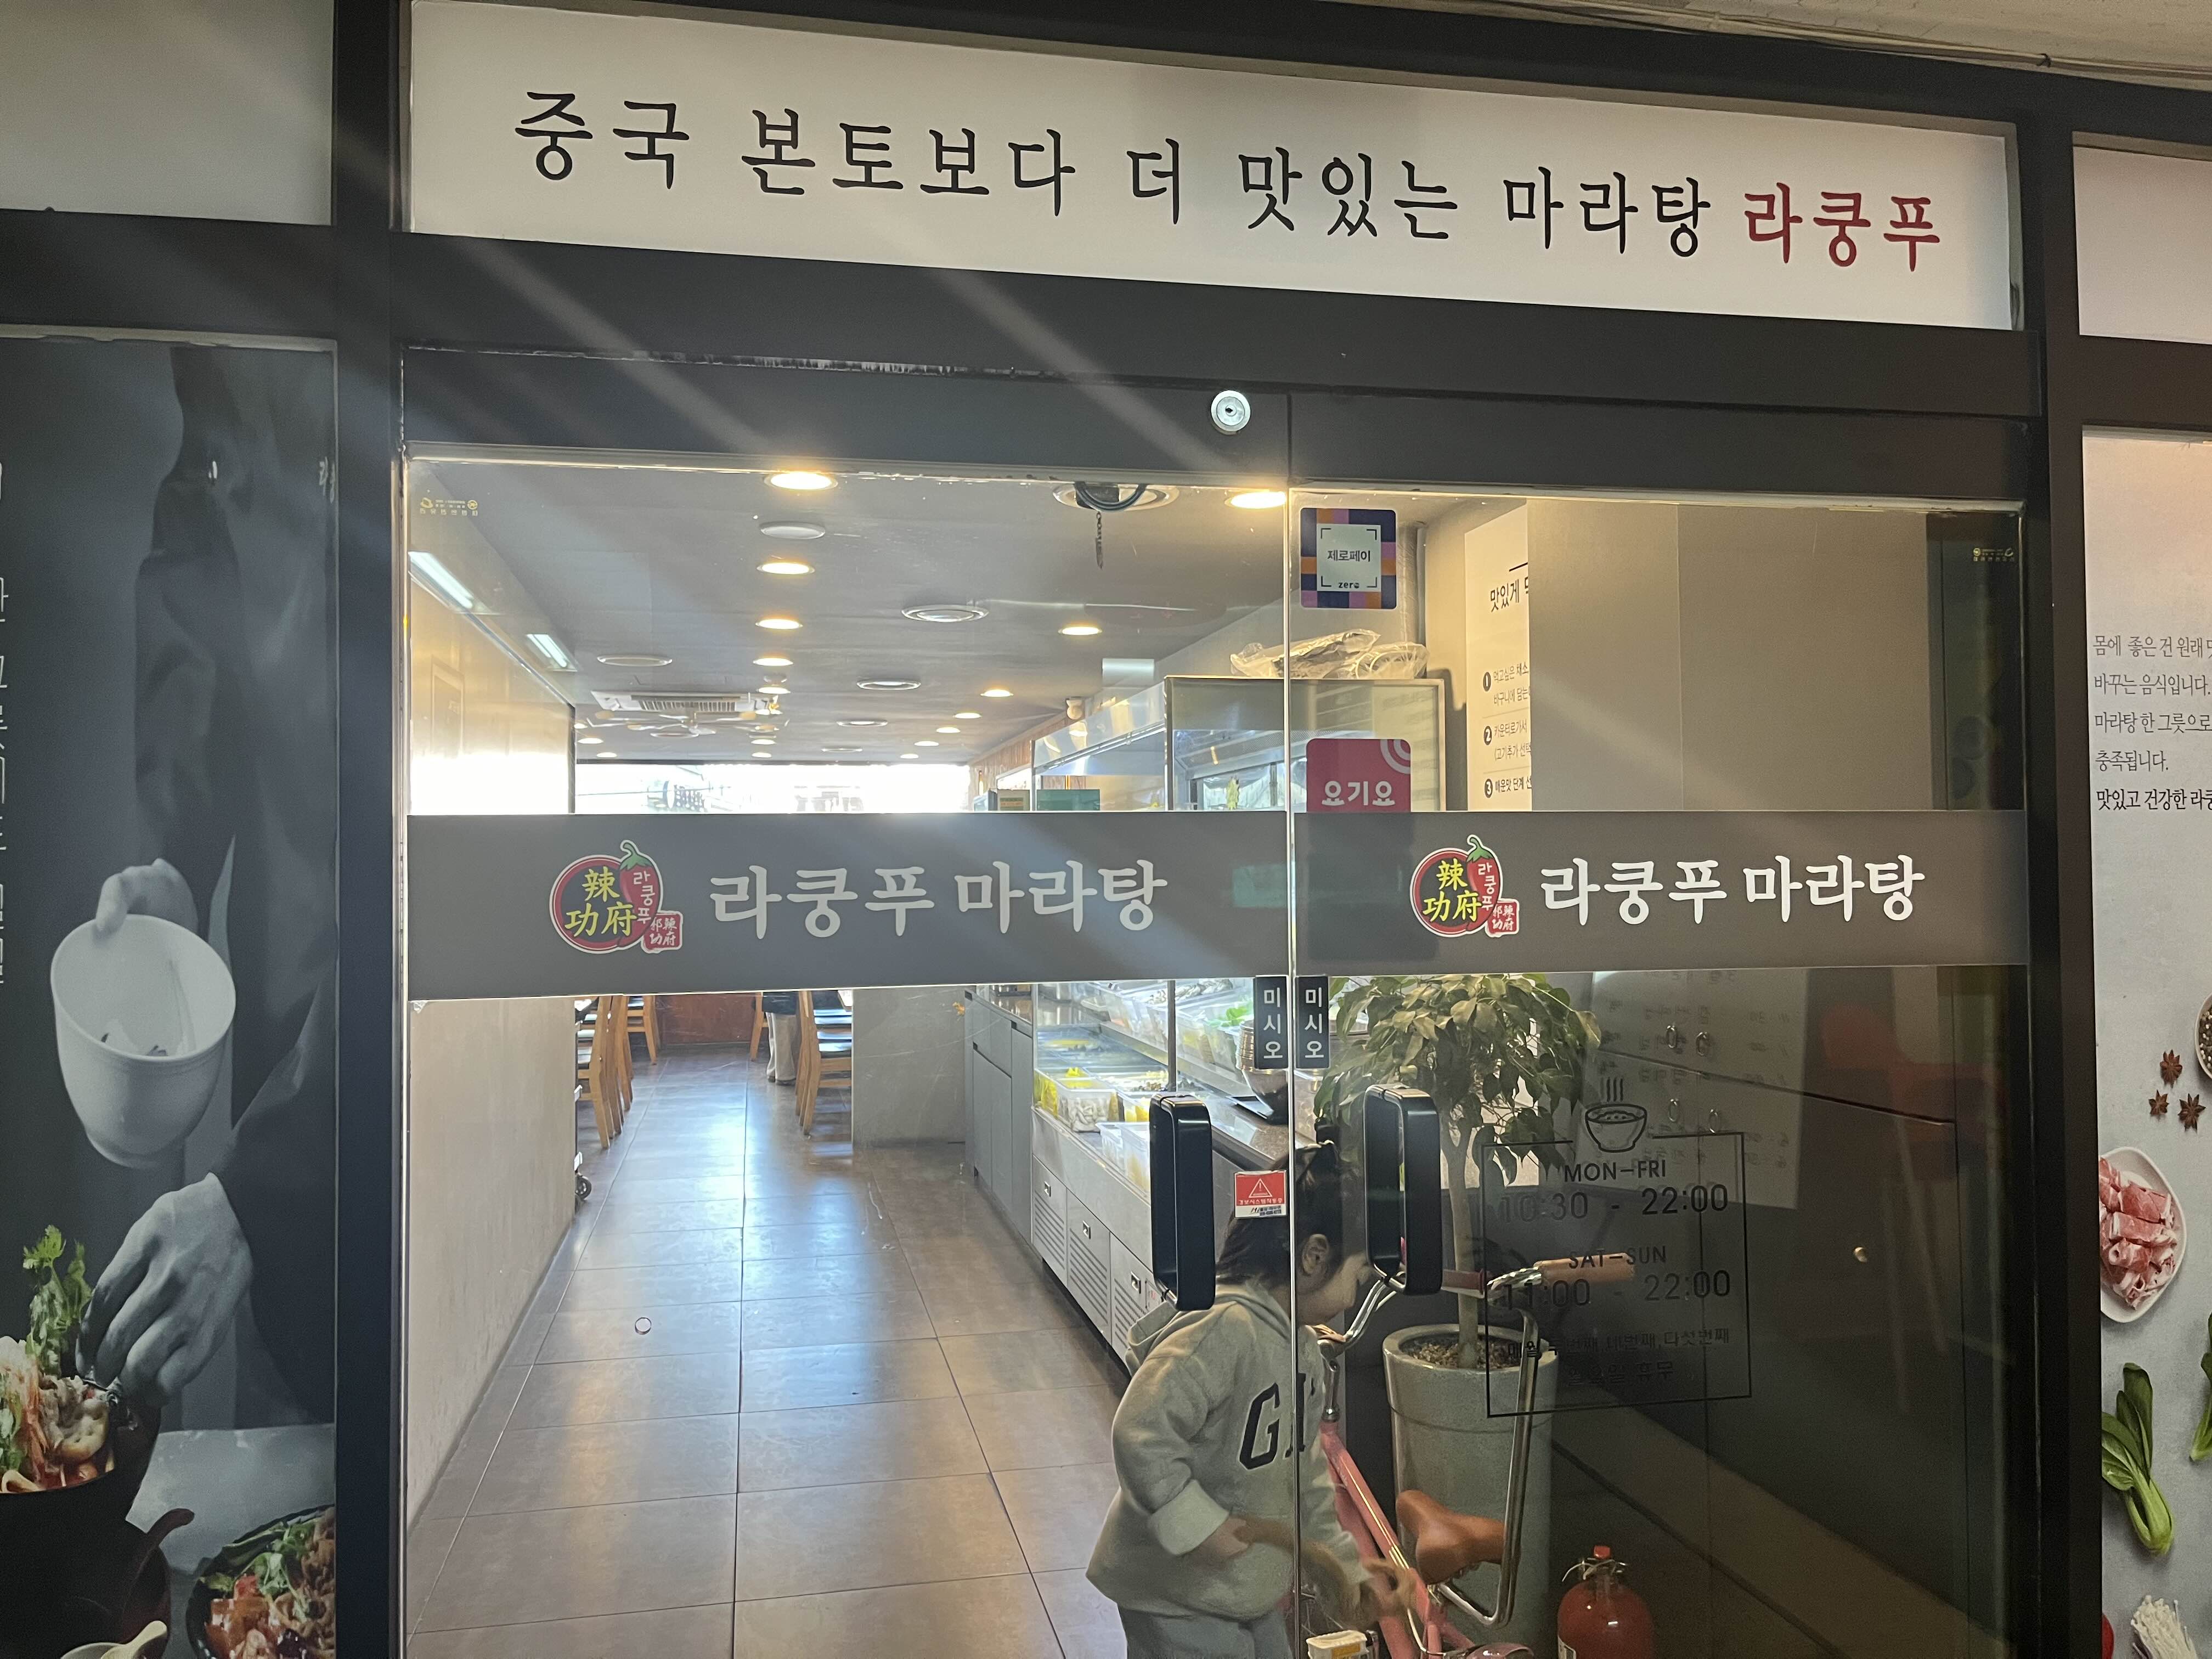 중국 본토보다 더 맛있는 마라탕 라쿵푸
제로페이
zero
맛있게
1
2
3
요기요
몸에 좋은 건 원래
바꾸는 음식입니다.
마라탕 한 그릇으로
충족됩니다.
맛있고 건강한
辣
功府
라쿵푸
라쿵푸 마라탕
辣
功府
라쿵푸
라쿵푸 마라탕
미시오
미시오
MON-FRI
10:30 - 22:00
SAT-SUN
11:00 - 22:00